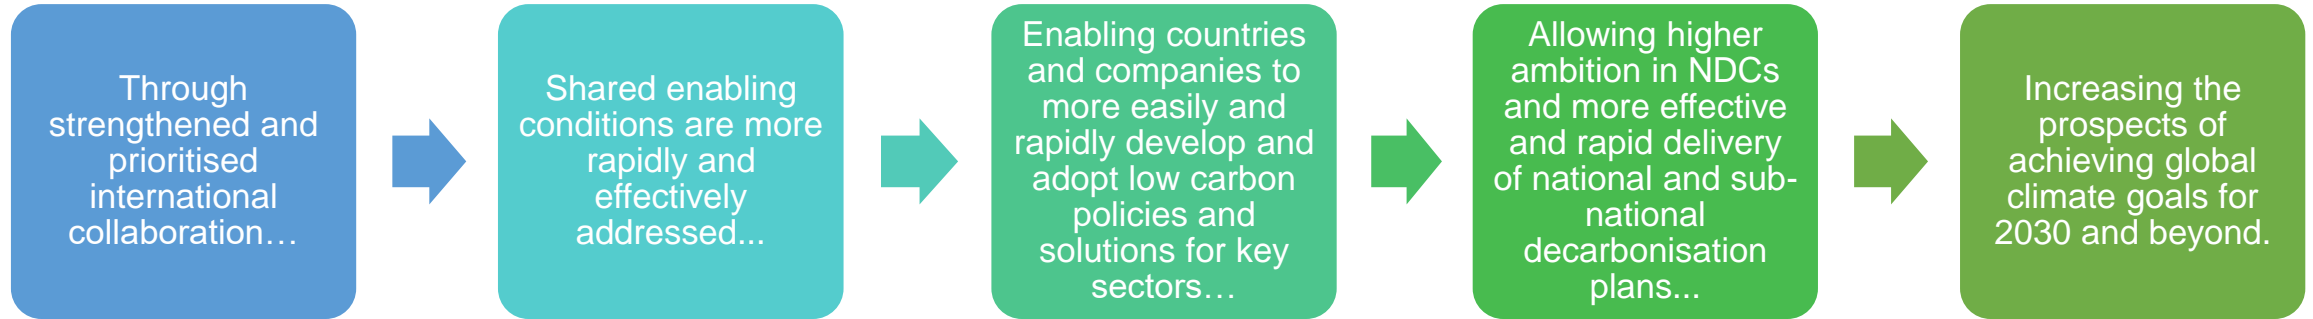 Through
strengthened and
prioritised
international
collaboration…
Shared enabling
conditions are more
rapidly and
effectively
addressed...
Enabling countries
and companies to
more easily and
rapidly develop and
adopt low carbon
policies and
solutions for key
sectors…
Allowing higher
ambition in NDCs
and more effective
and rapid delivery
of national and sub-
national
decarbonisation
plans...
Increasing the
prospects of
achieving global
climate goals for
2030 and beyond.